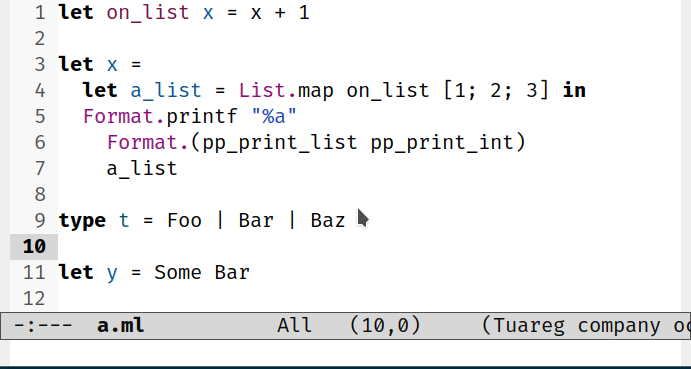 1 let on_list x = x + 1
2
3 let x =
4   let a_list = List.map on_list [1; 2; 3] in
5   Format.printf "%a"
6     Format.(pp_print_list pp_print_int)
7     a_list
8
9 type t = Foo | Bar | Baz
10
11 let y = Some Bar
12
-:--- a.ml All (10,0) (Tuareg company oc